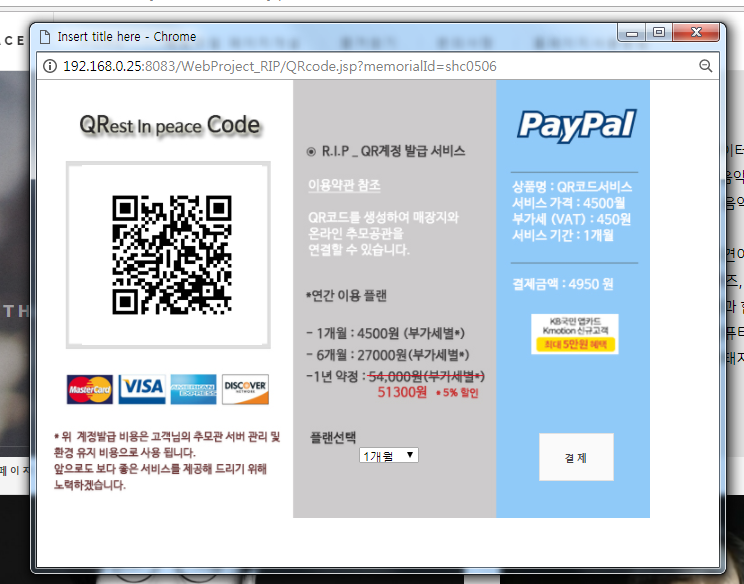 Insert title here - Chrome
192.168.0.25:8083/WebProject_RIP/QRcode.jsp?memorialId=shc0506
QRest In peace Code
MasterCard
VISA
AMERICAN EXPRESS
DISCOVER
NETWORK
* 위 계정발급 비용은 고객님의 추모관 서버 관리 및
환경 유지 비용으로 사용 됩니다.
앞으로도 보다 좋은 서비스를 제공해 드리기 위해
노력하겠습니다.
R.I.P _ QR계정 발급 서비스
이용약관 참조
QR코드를 생성하여 매장지와
온라인 추모공관을
연결할 수 있습니다.
*연간 이용 플랜
- 1개월 : 4500원 (부가세별*)
- 6개월 : 27000원(부가세별*)
-1년 약정 : 54,000원(부가세별*)
51300원 * 5% 할인
플랜선택
1개월
PayPal
상품명 : QR코드서비스
서비스 가격 : 4500월
부가세 (VAT) : 450원
서비스 기간 : 1개월
결제금액 : 4950 원
KB국민 앱카드
Kmotion 신규고객
최대 5만원 혜택
결 제